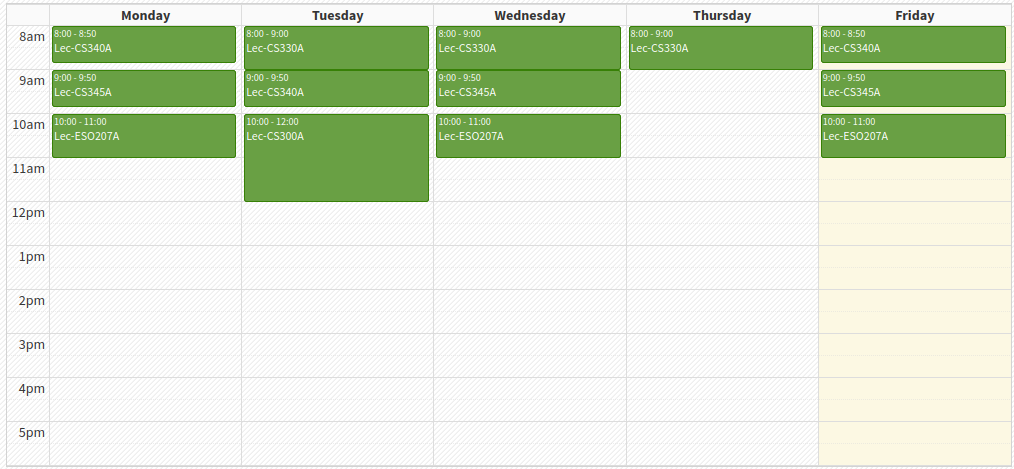 Monday Tuesday Wednesday Thursday Friday
8am
8:00 - 8:50
Lec-CS340A
8:00 - 9:00
Lec-CS330A
8:00 - 9:00
Lec-CS330A
8:00 - 9:00
Lec-CS330A
8:00 - 8:50
Lec-CS340A
9am
9:00 - 9:50
Lec-CS345A
9:00 - 9:50
Lec-CS340A
9:00 - 9:50
Lec-CS345A
9:00 - 9:50
Lec-CS345A
10am
10:00 - 11:00
Lec-ESO207A
10:00 - 12:00
Lec-CS300A
10:00 - 11:00
Lec-ESO207A
10:00 - 11:00
Lec-ESO207A
11am
12pm
1pm
2pm
3pm
4pm
5pm